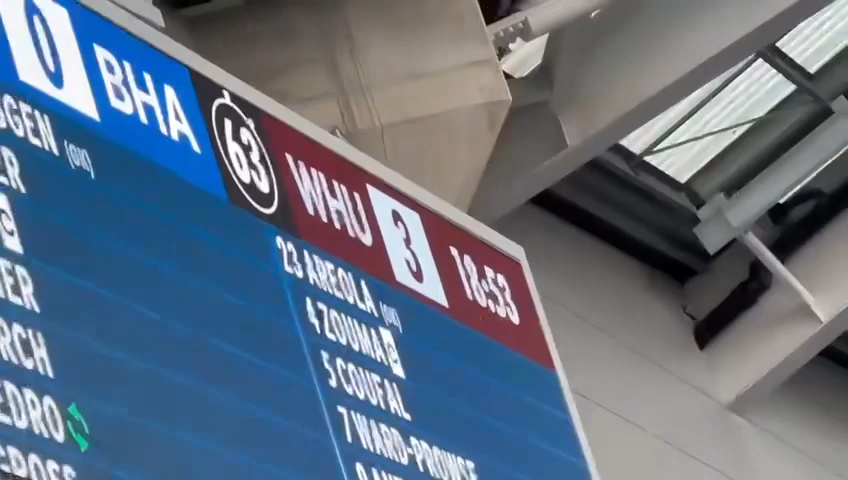 0 BHA 63 WHU 3 18:53
GEN (GK)
ER
C
ER
RCH
EDRO
GROSS
23 AREOLA (GK)
4 ZOUMA C
5 COUFAL
7 WARD-PROWSE